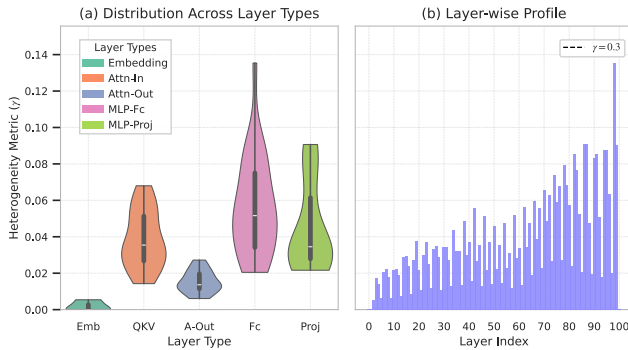 (a) Distribution Across Layer Types
Heterogeneity Metric (γ)
0.14
0.12
0.10
0.08
0.06
0.04
0.02
0.00
Layer Types
Embedding
Attn-In
Attn-Out
MLP-Fc
MLP-Proj
Emb QKV A-Out Fc Proj
Layer Type
(b) Layer-wise Profile
γ=0.3
0 10 20 30 40 50 60 70 80 90 100
Layer Index